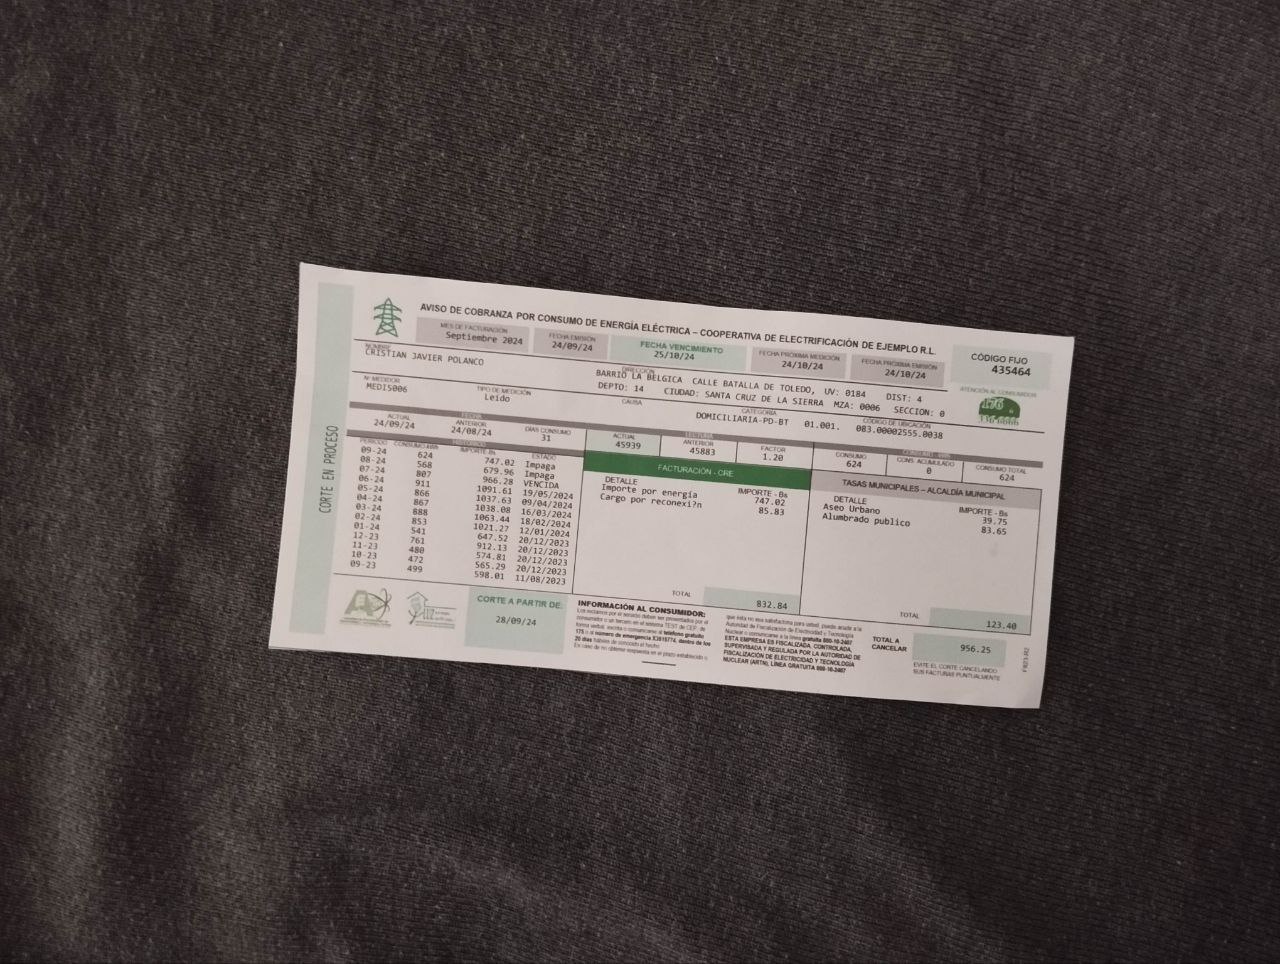 AVISO DE COBRANZA POR CONSUMO DE ENERGÍA ELÉCTRICA – COOPERATIVA DE ELECTRIFICACIÓN DE EJEMPLO R.L.
MES DE FACTURACIÓN
Septiembre 2024
FECHA EMISIÓN
24/09/24
FECHA VENCIMIENTO
25/10/24
FECHA PRÓXIMA MEDICIÓN
24/10/24
FECHA PRÓXIMA EMISIÓN
24/10/24
CÓDIGO FIJO
435464
NOMBRE
CRISTIAN JAVIER POLANCO
DIRECCIÓN
BARRIO LA BELGICA CALLE BATALLA DE TOLEDO, UV: 0184 DIST: 4
DEPTO: 14 CIUDAD: SANTA CRUZ DE LA SIERRA MZA: 0006 SECCION: 0
ATENCIÓN AL CONSUMIDOR
176
Nº MEDIDOR
MEDI5006
TIPO DE MEDICIÓN
Leido
CAUSA
CATEGORÍA
DOMICILIARIA-PD-BT 01.001.
CÓDIGO DE UBICACIÓN
083.00002555.0038
CORTE EN PROCESO
FECHA
ACTUAL
24/09/24
ANTERIOR
24/08/24
DIAS CONSUMO
31
LECTURA
ACTUAL
45939
ANTERIOR
45883
FACTOR
1.20
CONSUMO
624
CONS. ACUMULADO
0
CONSUMO TOTAL
624
HISTÓRICO
PERIODO CONSUMO-kWh IMPORTE-Bs ESTADO
09-24 624 747.02 Impaga
08-24 568 679.96 Impaga
07-24 807 966.28 VENCIDA
06-24 911 1091.61 19/05/2024
05-24 866 1037.63 09/04/2024
04-24 867 1038.08 16/03/2024
03-24 888 1063.44 18/02/2024
02-24 853 1021.27 12/01/2024
01-24 541 647.52 20/12/2023
12-23 761 912.13 20/12/2023
11-23 480 574.81 20/12/2023
10-23 472 565.29 20/12/2023
09-23 499 598.01 11/08/2023
FACTURACIÓN - CRE
DETALLE IMPORTE - Bs
Importe por energía 747.02
Cargo por reconexi?n 85.83
TOTAL 832.84
TASAS MUNICIPALES – ALCALDÍA MUNICIPAL
DETALLE IMPORTE - Bs
Aseo Urbano 39.75
Alumbrado publico 83.65
TOTAL 123.40
CORTE A PARTIR DE:
28/09/24
INFORMACIÓN AL CONSUMIDOR:
ESTA EMPRESA ES FISCALIZADA, CONTROLADA,
SUPERVISADA Y REGULADA POR LA AUTORIDAD DE
FISCALIZACIÓN DE ELECTRICIDAD Y TECNOLOGÍA
NUCLEAR (AETN), LÍNEA GRATUITA 800-10-2407
TOTAL A
CANCELAR
956.25
EVITE EL CORTE CANCELANDO
SUS FACTURAS PUNTUALMENTE